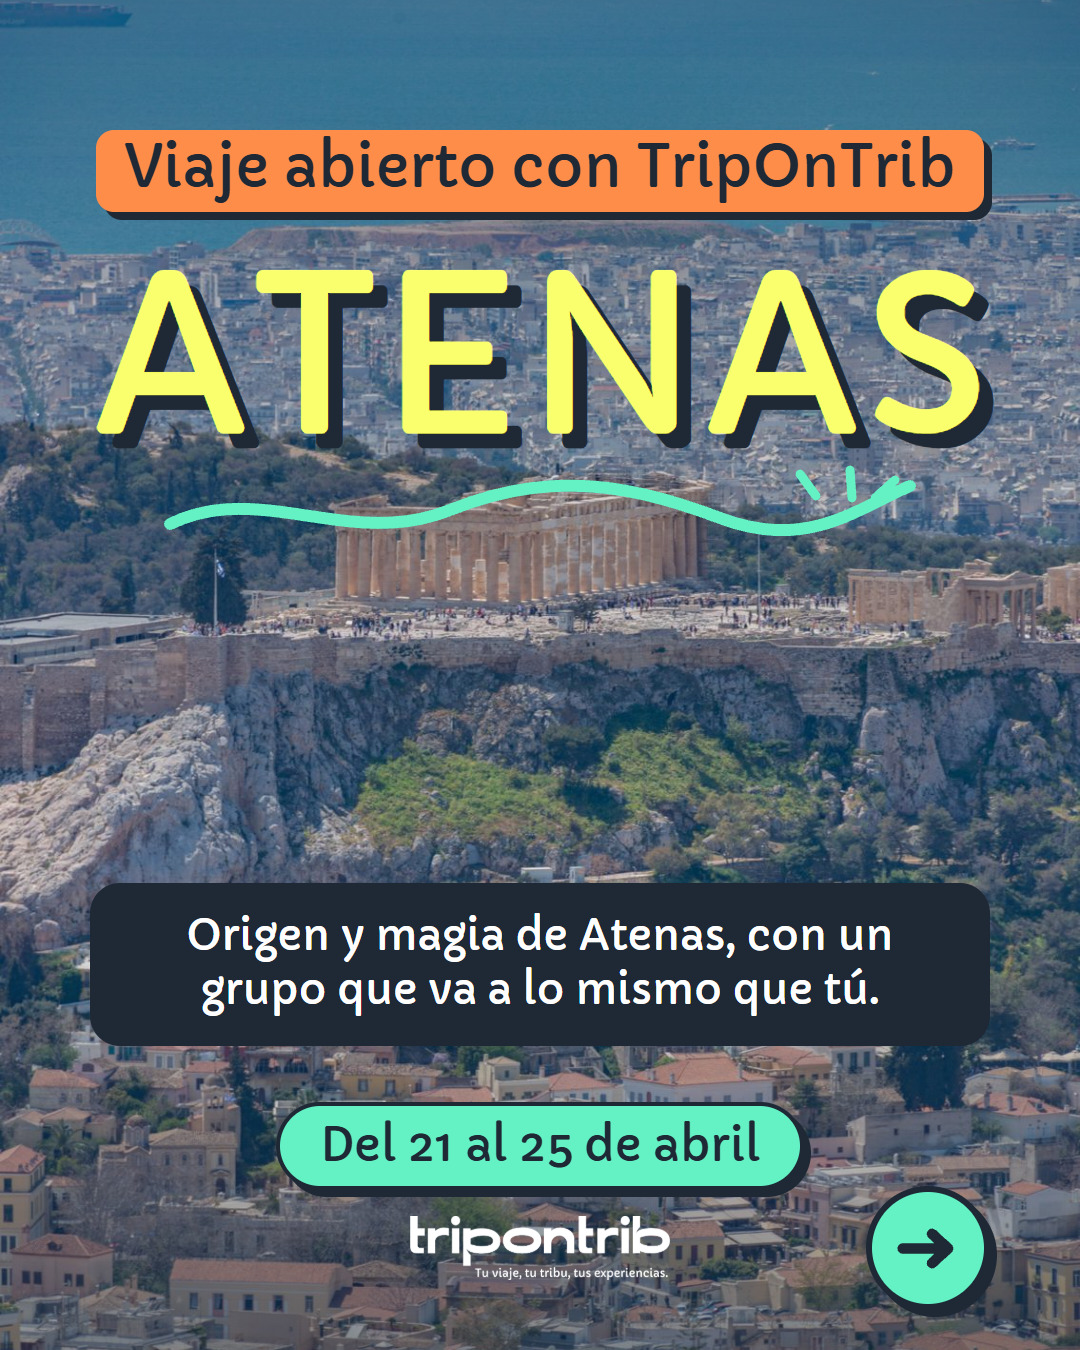 Viaje abierto con TripOnTrib
ATENAS
Origen y magia de Atenas, con un
grupo que va a lo mismo que tú.
Del 21 al 25 de abril
tripontrib
Tu viaje, tu tribu, tus experiencias.